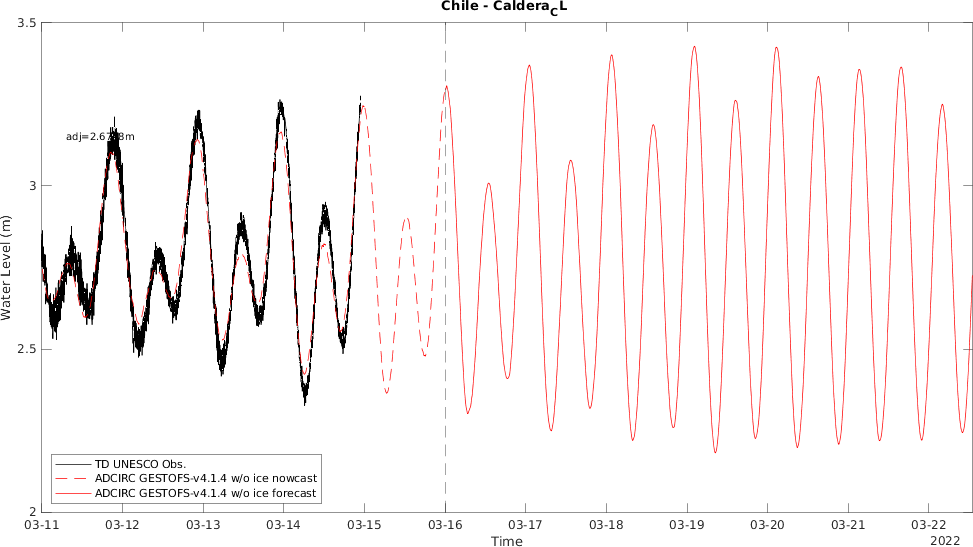 Chile - CalderaCL
3.5
3
2.5
2
Water Level (m)
TD UNESCO Obs.
ADCIRC GESTOFS-v4.1.4 w/o ice nowcast
ADCIRC GESTOFS-v4.1.4 w/o ice forecast
03-11 03-12 03-13 03-14 03-15 03-16 03-17 03-18 03-19 03-20 03-21 03-22
Time
2022